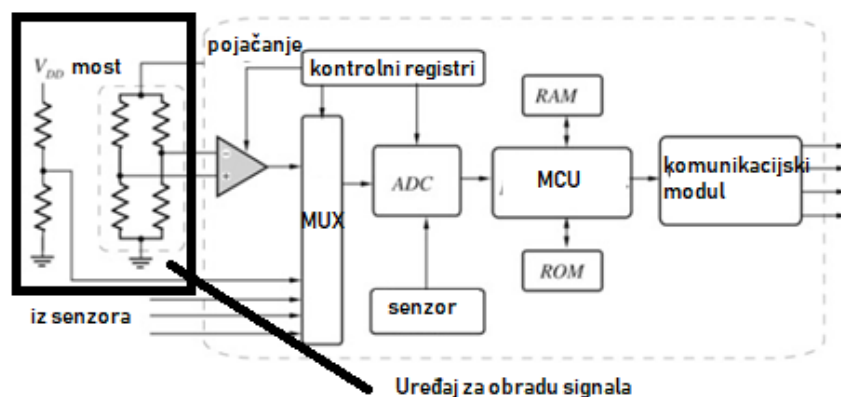 pojačanje
V_DD most
kontrolni registri
RAM
ADC
MCU
komunikacijski
modul
MUX
ROM
senzor
iz senzora
Uređaj za obradu signala